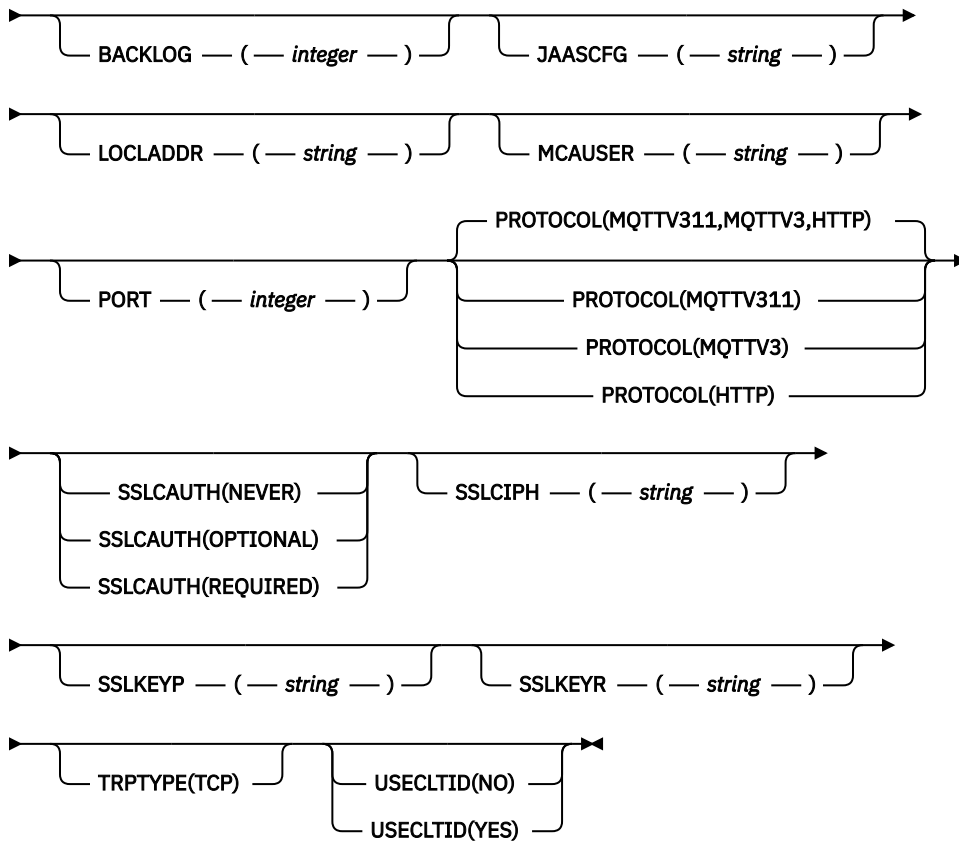 BACKLOG ( integer ) JAASCFG ( string )
LOCLADDR ( string ) MCAUSER ( string )
PROTOCOL(MQTTV311,MQTTV3,HTTP)
PORT ( integer ) PROTOCOL(MQTTV311)
PROTOCOL(MQTTV3)
PROTOCOL(HTTP)
SSLCAUTH(NEVER) SSLCIPH ( string )
SSLCAUTH(OPTIONAL)
SSLCAUTH(REQUIRED)
SSLKEYP ( string ) SSLKEYR ( string )
TRPTYPE(TCP) USECLTID(NO)
USECLTID(YES)